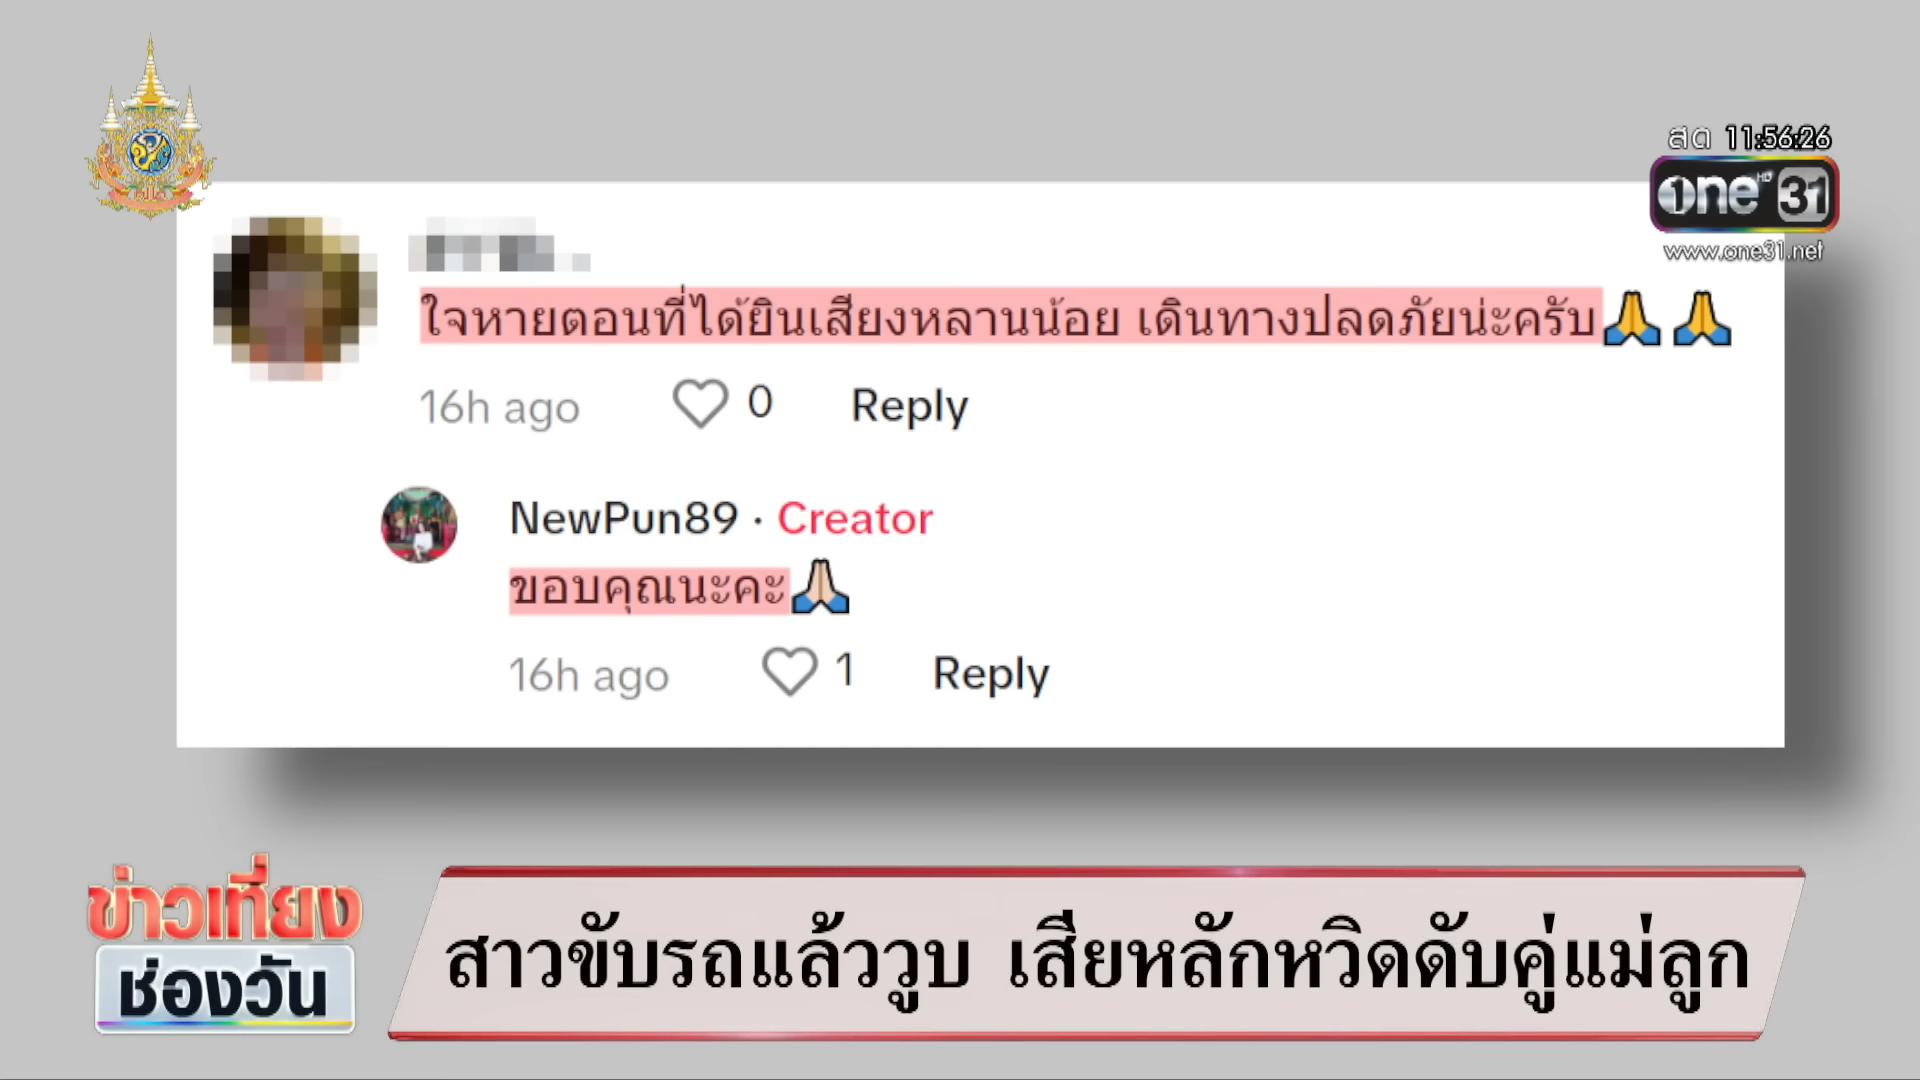 สด 11:56:26
one HD 31
www.one31.net
ใจหายตอนที่ได้ยินเสียงหลานน้อย เดินทางปลดภัยน่ะครับ🙏🙏
16h ago 0 Reply
NewPun89 · Creator
ขอบคุณนะคะ🙏🏻
16h ago 1 Reply
ข่าวเที่ยง
ช่องวัน
สาวขับรถแล้ววูบ เสียหลักหวิดดับคู่แม่ลูก